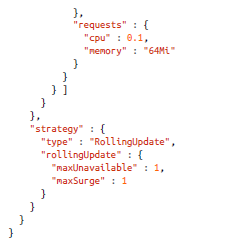 },
"requests" : {
"cpu" : 0.1,
"memory" : "64Mi"
}
}
} ]
}
},
"strategy" : {
"type" : "RollingUpdate",
"rollingUpdate" : {
"maxUnavailable" : 1,
"maxSurge" : 1
}
}
}
}